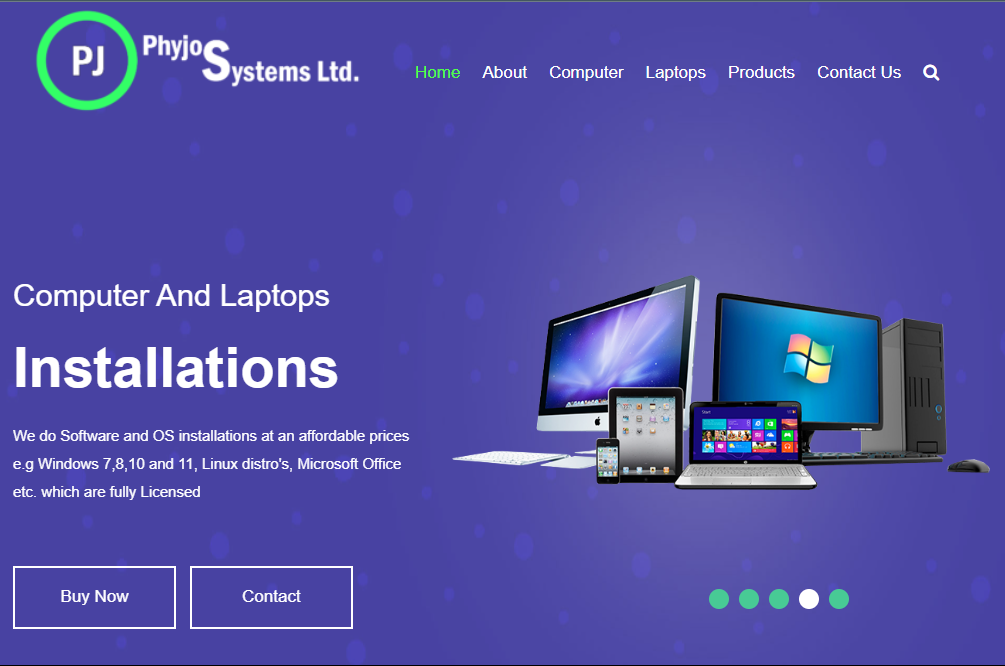 PJ
Phyjo Systems Ltd.
Home About Computer Laptops Products Contact Us
Computer And Laptops
Installations
We do Software and OS installations at an affordable prices
e.g Windows 7,8,10 and 11, Linux distro's, Microsoft Office
etc. which are fully Licensed
Start
Buy Now Contact